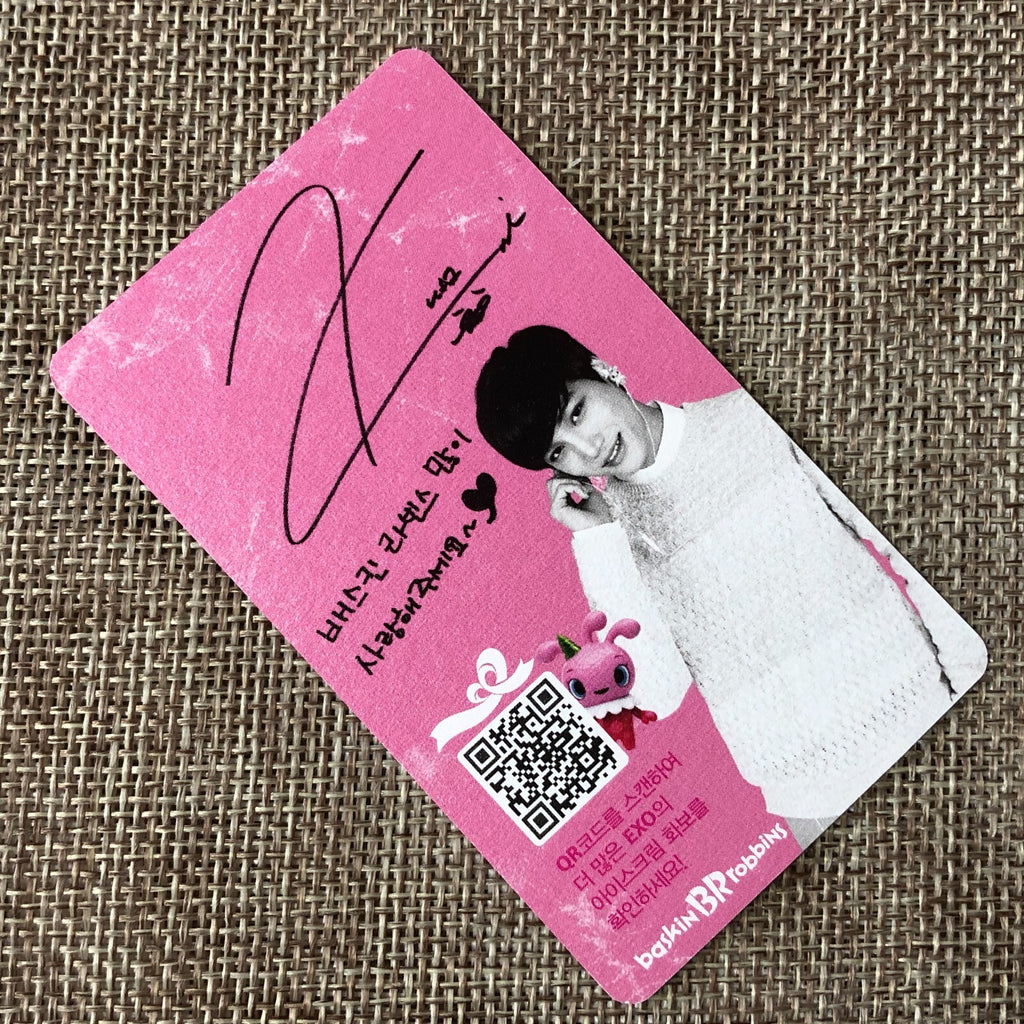 배스킨 라빈스 많이
사랑해주세요~♥
QR코드를 스캔하여
더 많은 EXO의
아이스크림 화보를
확인하세요!
baskin BR robbins